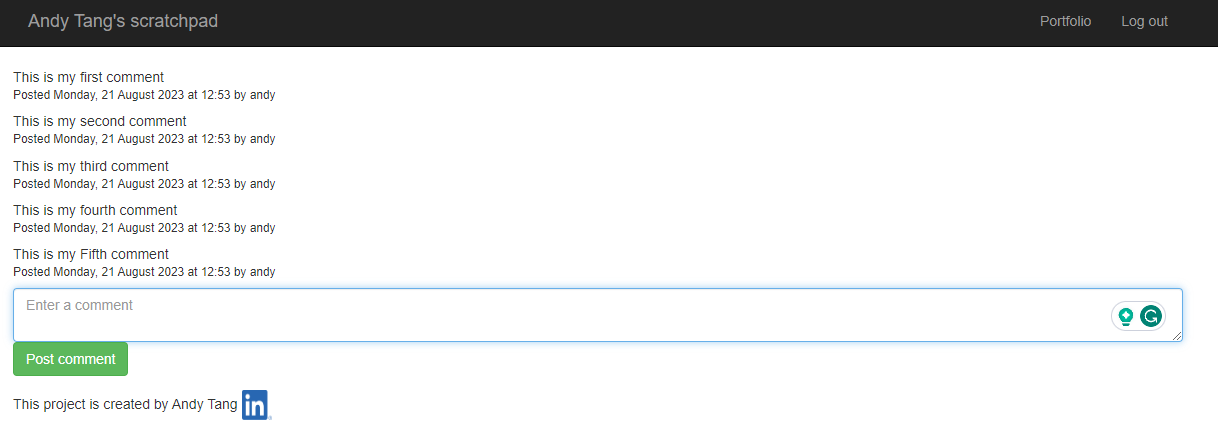 Andy Tang's scratchpad Portfolio Log out
This is my first comment
Posted Monday, 21 August 2023 at 12:53 by andy
This is my second comment
Posted Monday, 21 August 2023 at 12:53 by andy
This is my third comment
Posted Monday, 21 August 2023 at 12:53 by andy
This is my fourth comment
Posted Monday, 21 August 2023 at 12:53 by andy
This is my Fifth comment
Posted Monday, 21 August 2023 at 12:53 by andy
Enter a comment
Post comment
This project is created by Andy Tang in